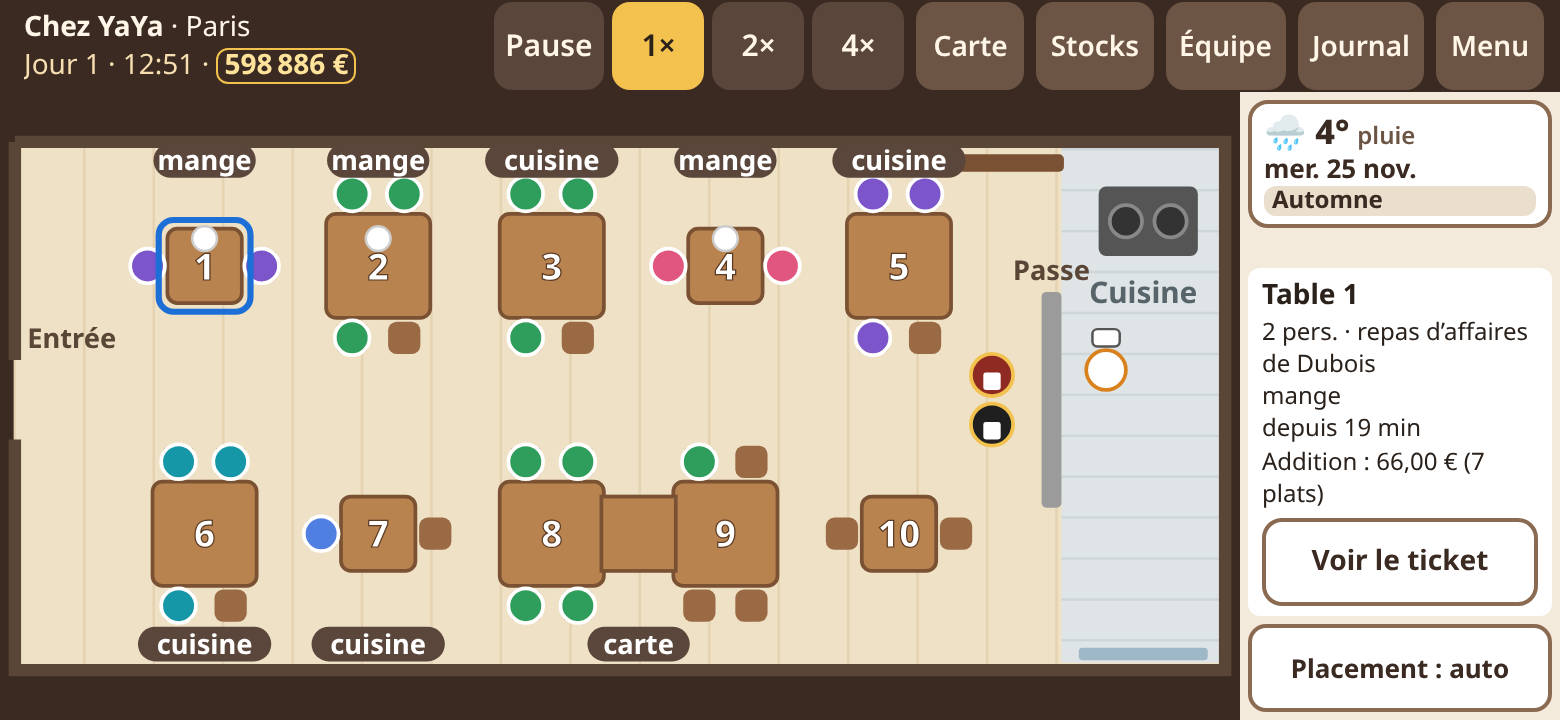 Chez YaYa · Paris
Jour 1 · 12:51 · 598 886 €
Pause
1×
2×
4×
Carte
Stocks
Équipe
Journal
Menu
mange
mange
cuisine
mange
cuisine
1
2
3
4
5
Passe
Cuisine
Entrée
6
7
8
9
10
cuisine
cuisine
carte
4° pluie
mer. 25 nov.
Automne
Table 1
2 pers. · repas d’affaires
de Dubois
mange
depuis 19 min
Addition : 66,00 € (7
plats)
Voir le ticket
Placement : auto